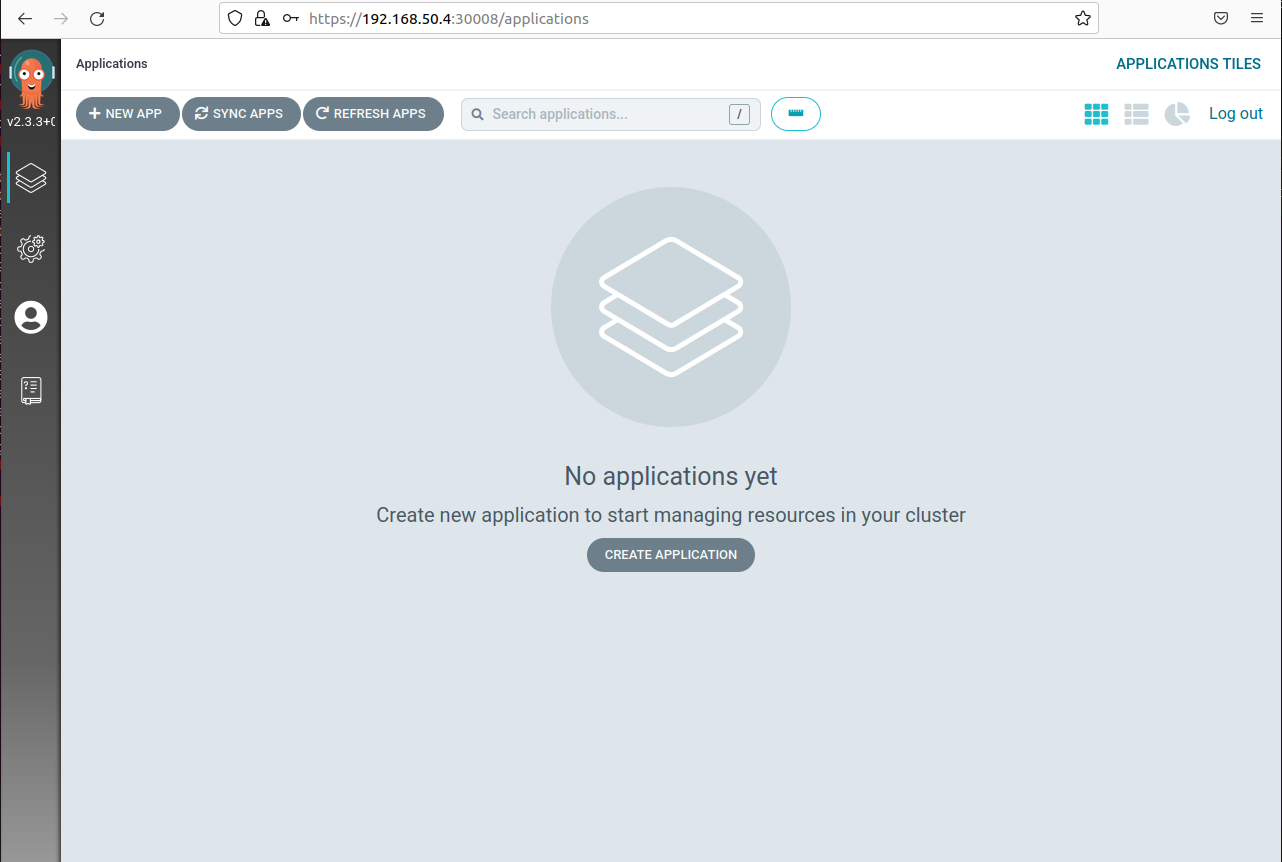 https://192.168.50.4:30008/applications
Applications
APPLICATIONS TILES
v2.3.3+0
NEW APP
SYNC APPS
REFRESH APPS
Search applications...
/
Log out
No applications yet
Create new application to start managing resources in your cluster
CREATE APPLICATION